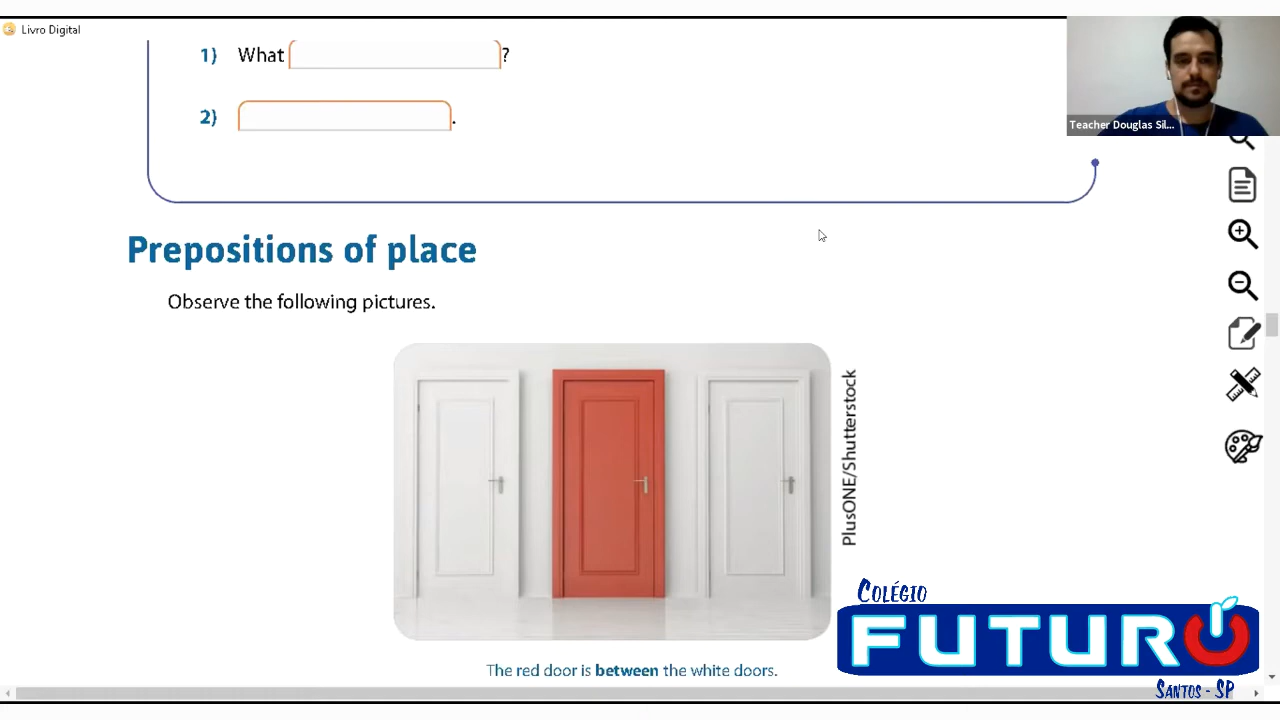 Livro Digital
1) What ?
2) .
Teacher Douglas Sil...
Prepositions of place
Observe the following pictures.
PlusONE/Shutterstock
The red door is between the white doors.
COLÉGIO
FUTURO
SANTOS - SP